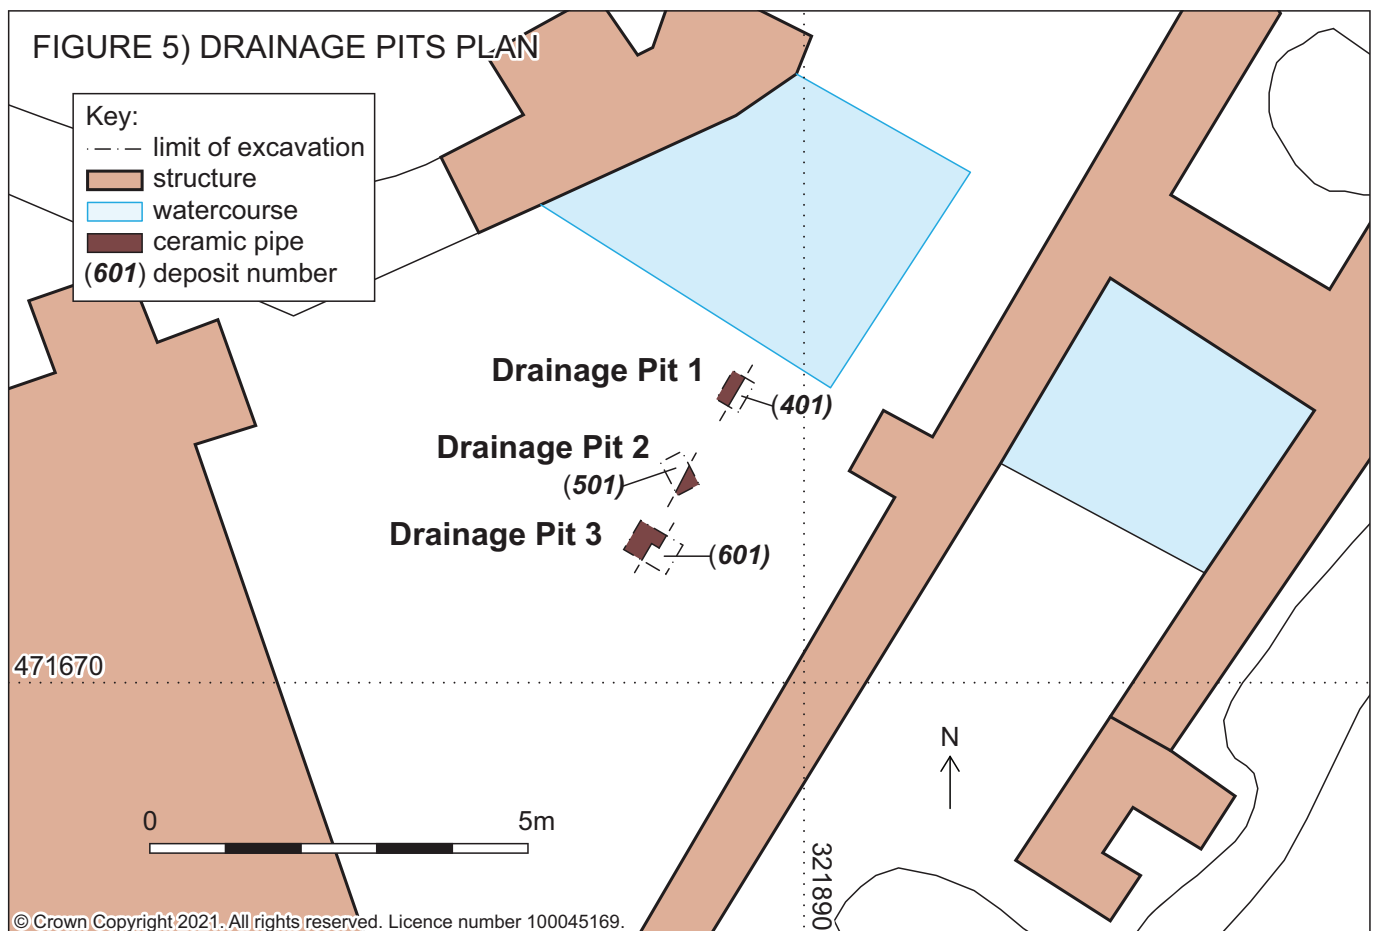 FIGURE 5) DRAINAGE PITS PLAN
Key:
limit of excavation
structure
watercourse
ceramic pipe
(601) deposit number
Drainage Pit 1
(401)
Drainage Pit 2
(501)
Drainage Pit 3
(601)
471670
N
0 5m
321890
© Crown Copyright 2021. All rights reserved. Licence number 100045169.